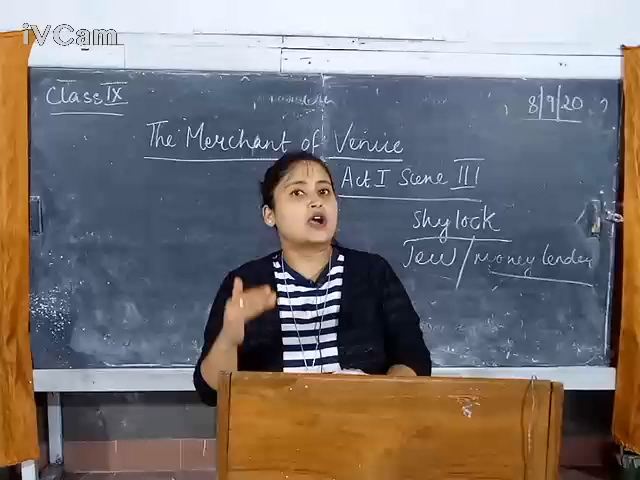 iVCam
Class IX
8/9/20
The Merchant of Venice
Act I Scene III
Shylock
Jew / Money lender